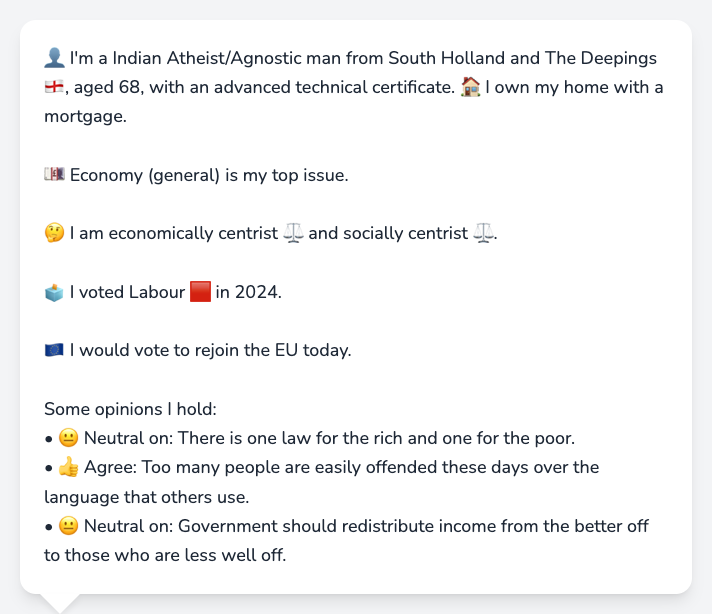 👤 I'm a Indian Atheist/Agnostic man from South Holland and The Deepings
🏴󠁧󠁢󠁥󠁮󠁧󠁿, aged 68, with an advanced technical certificate. 🏠 I own my home with a
mortgage.
💷 Economy (general) is my top issue.
🤔 I am economically centrist ⚖️ and socially centrist ⚖️.
🗳️ I voted Labour 🟥 in 2024.
🇪🇺 I would vote to rejoin the EU today.
Some opinions I hold:
• 😐 Neutral on: There is one law for the rich and one for the poor.
• 👍 Agree: Too many people are easily offended these days over the
language that others use.
• 😐 Neutral on: Government should redistribute income from the better off
to those who are less well off.